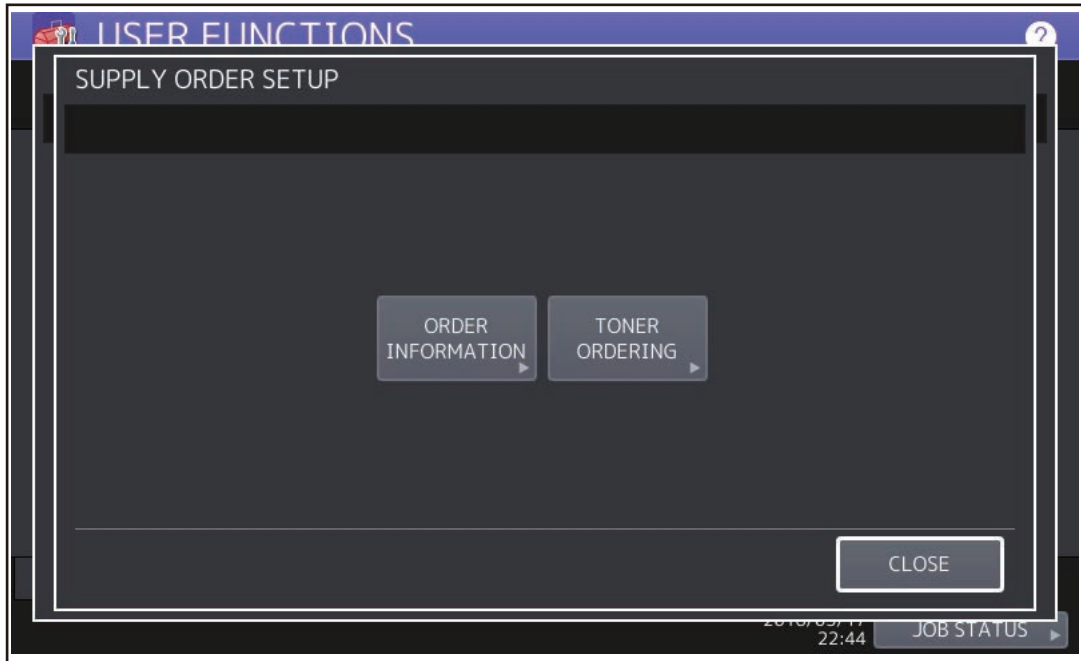 USER FUNCTIONS
?
SUPPLY ORDER SETUP
ORDER
INFORMATION
TONER
ORDERING
CLOSE
22:44
JOB STATUS